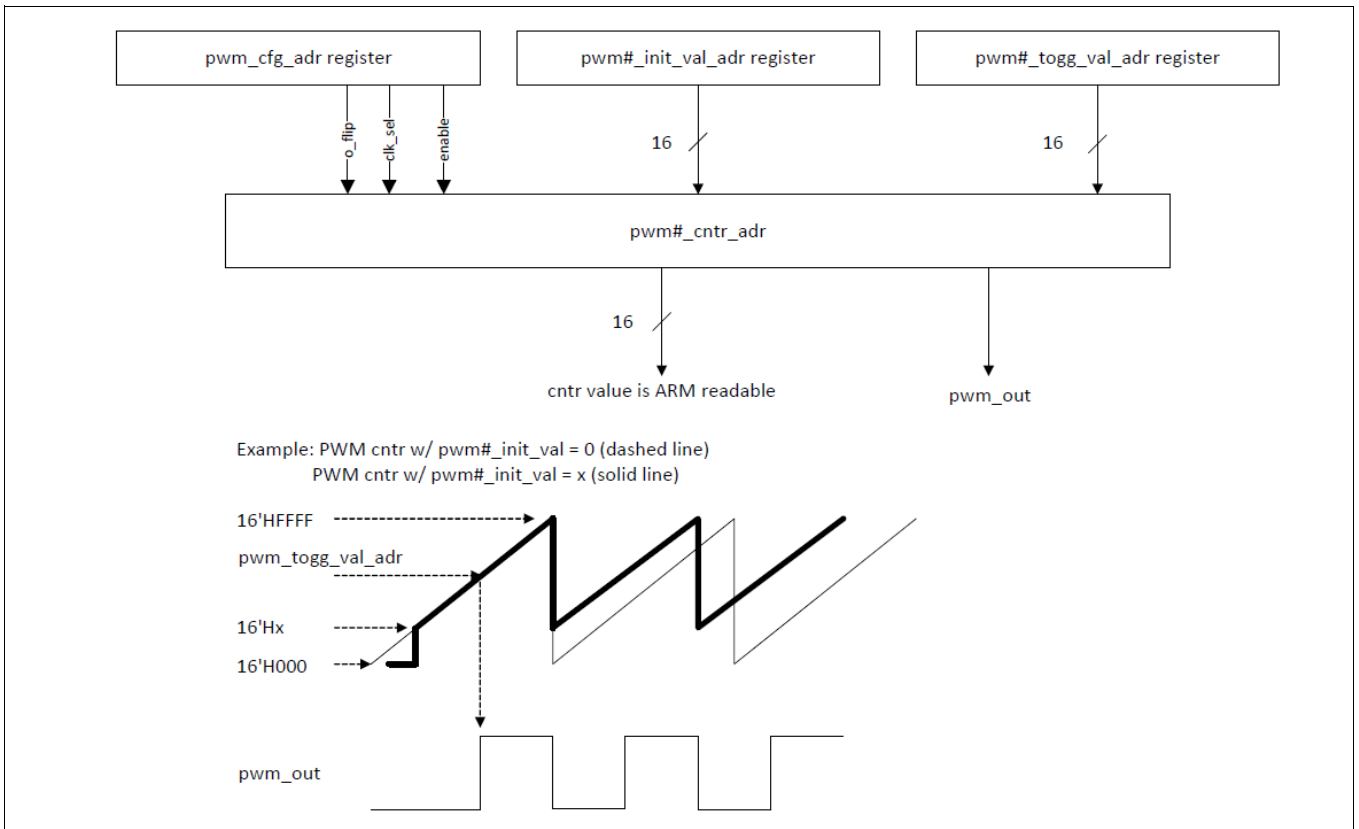 pwm_cfg_adr register
pwm#_init_val_adr register
pwm#_togg_val_adr register
o_flip
clk_sel
enable
16
16
pwm#_cntr_adr
16
cntr value is ARM readable
pwm_out
Example: PWM cntr w/ pwm#_init_val = 0 (dashed line)
PWM cntr w/ pwm#_init_val = x (solid line)
16'HFFFF
pwm_togg_val_adr
16'Hx
16'H000
pwm_out